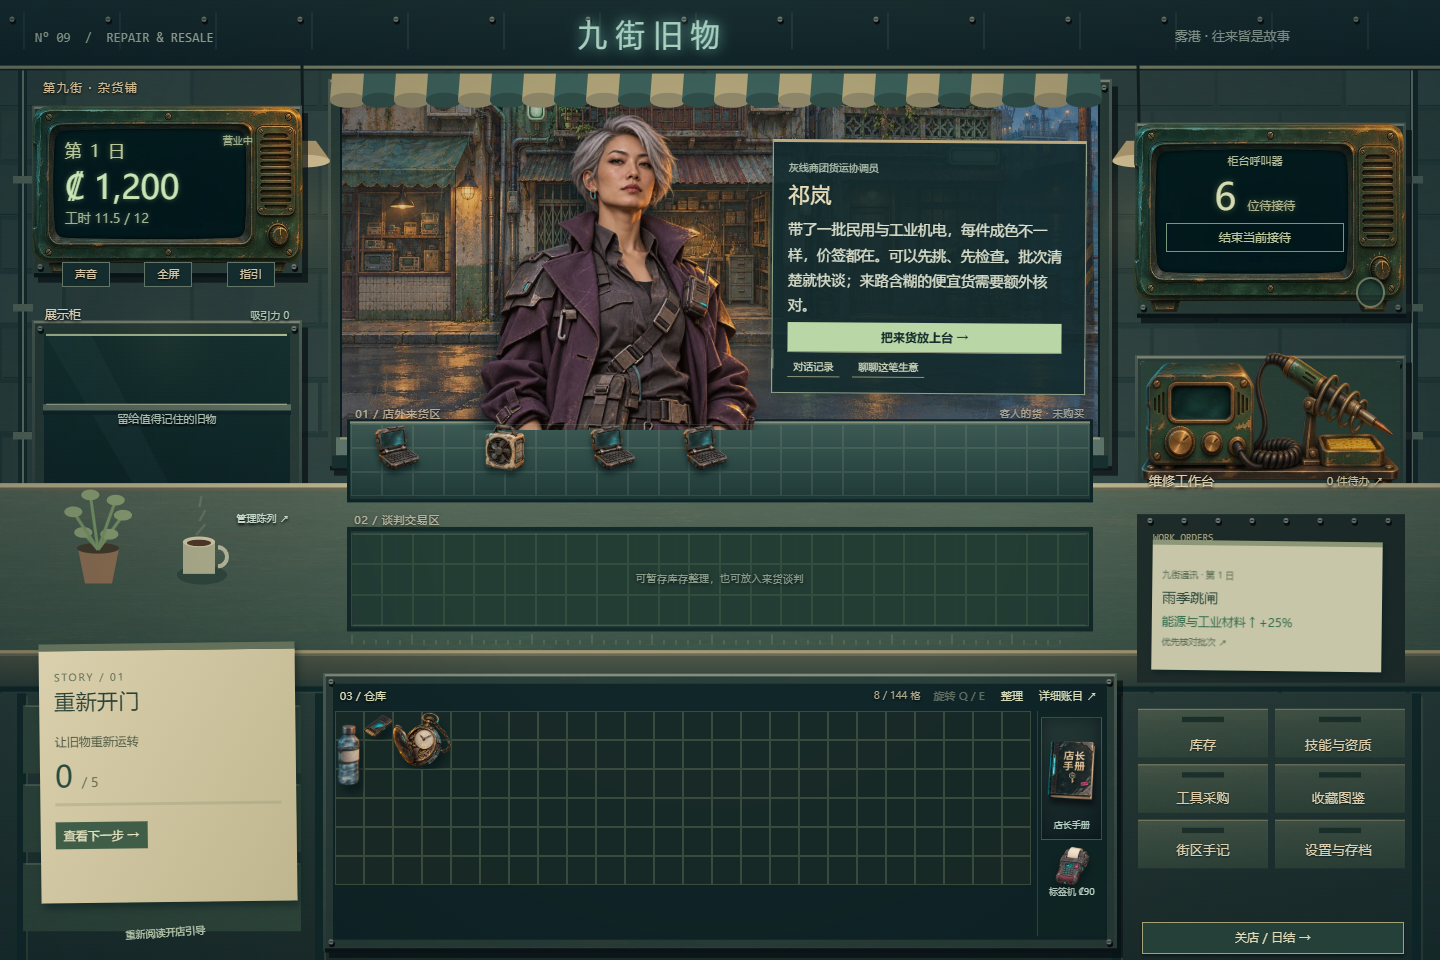 Nº 09 / REPAIR & RESALE
九街旧物
雾港 · 往来皆是故事
第九街 · 杂货铺
营业中
第 1 日
₡ 1,200
工时 11.5 / 12
声音
全屏
指引
展示柜
吸引力 0
留给值得记住的旧物
管理陈列 ↗
灰线商团货运协调员
祁岚
带了一批民用与工业机电，每件成色不一
样，价签都在。可以先挑、先检查。批次清
楚就快谈；来路含糊的便宜货需要额外核
对。
把来货放上台 →
对话记录
聊聊这笔生意
01 / 店外来货区
客人的货 · 未购买
02 / 谈判交易区
可暂存库存整理，也可放入来货谈判
柜台呼叫器
6 位待接待
结束当前接待
维修工作台
0 件待办 ↗
WORK ORDERS
九街通讯 · 第 1 日
雨季跳闸
能源与工业材料 ↑ +25%
优先核对批次 ↗
STORY / 01
重新开门
让旧物重新运转
0 / 5
查看下一步 →
重新阅读开店引导
03 / 仓库
8 / 144 格
旋转 Q / E
整理
详细账目 ↗
店长
手册
店长手册
标签机 ₡90
库存
技能与资质
工具采购
收藏图鉴
街区手记
设置与存档
关店 / 日结 →